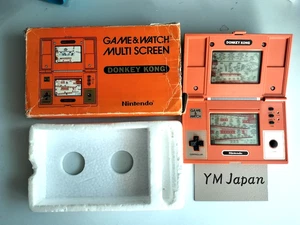 GAME&WATCH
MULTI SCREEN
DONKEY KONG
Nintendo
DONKEY KONG
Nintendo
YM Japan